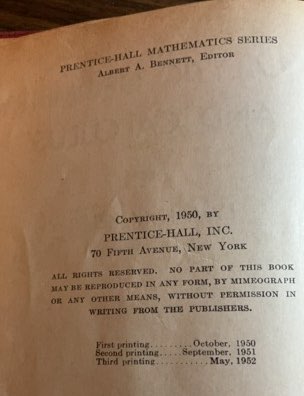 PRENTICE-HALL MATHEMATICS SERIES
ALBERT A. BENNETT, EDITOR
COPYRIGHT, 1950, BY
PRENTICE-HALL, INC.
70 FIFTH AVENUE, NEW YORK
ALL RIGHTS RESERVED. NO PART OF THIS BOOK
MAY BE REPRODUCED IN ANY FORM, BY MIMEOGRAPH
OR ANY OTHER MEANS, WITHOUT PERMISSION IN
WRITING FROM THE PUBLISHERS.
First printing..........October, 1950
Second printing.....September, 1951
Third printing...........May, 1952